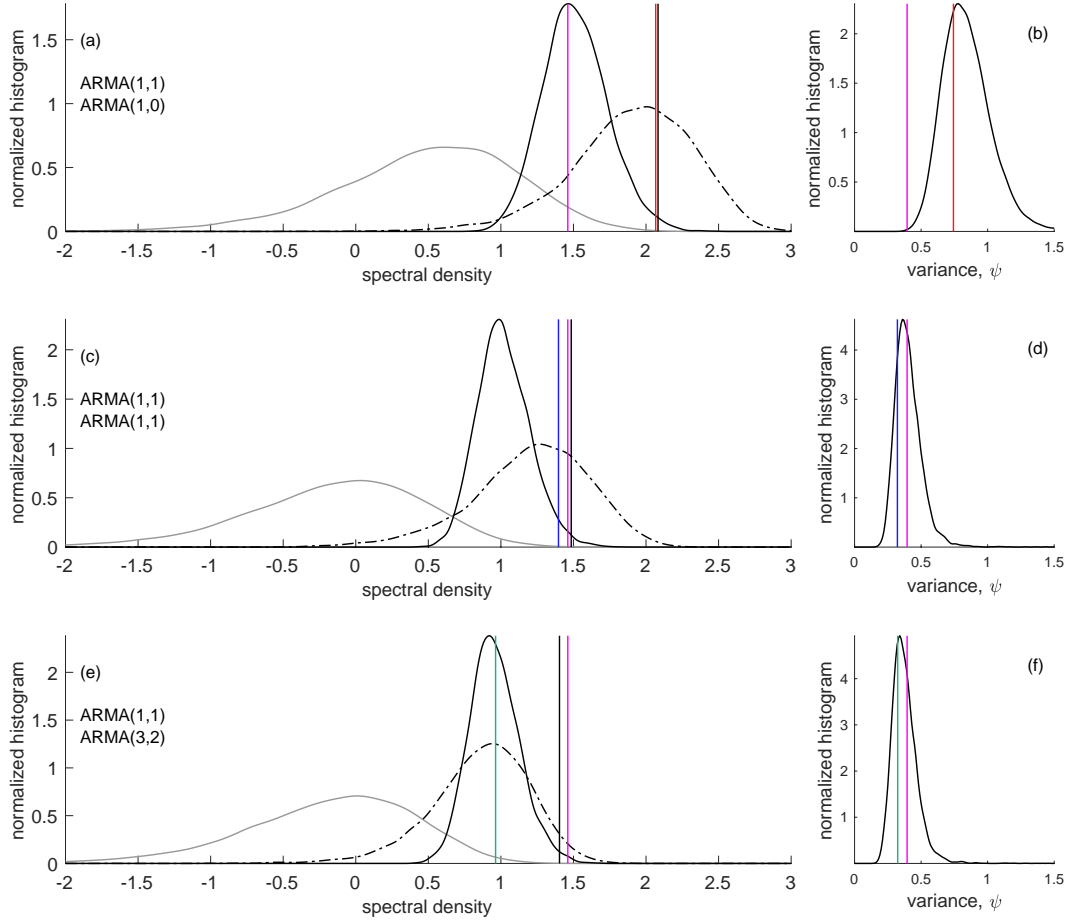 normalized histogram
1.5
1
0.5
0
(a)
ARMA(1,1)
ARMA(1,0)
-2 -1.5 -1 -0.5 0 0.5 1 1.5 2 2.5 3
spectral density
normalized histogram
2
1.5
1
0.5
(b)
0 0.5 1 1.5
variance, ψ
normalized histogram
2
1.5
1
0.5
0
(c)
ARMA(1,1)
ARMA(1,1)
-2 -1.5 -1 -0.5 0 0.5 1 1.5 2 2.5 3
spectral density
normalized histogram
4
3
2
1
(d)
0 0.5 1 1.5
variance, ψ
normalized histogram
2
1.5
1
0.5
0
(e)
ARMA(1,1)
ARMA(3,2)
-2 -1.5 -1 -0.5 0 0.5 1 1.5 2 2.5 3
spectral density
normalized histogram
4
3
2
1
(f)
0 0.5 1 1.5
variance, ψ